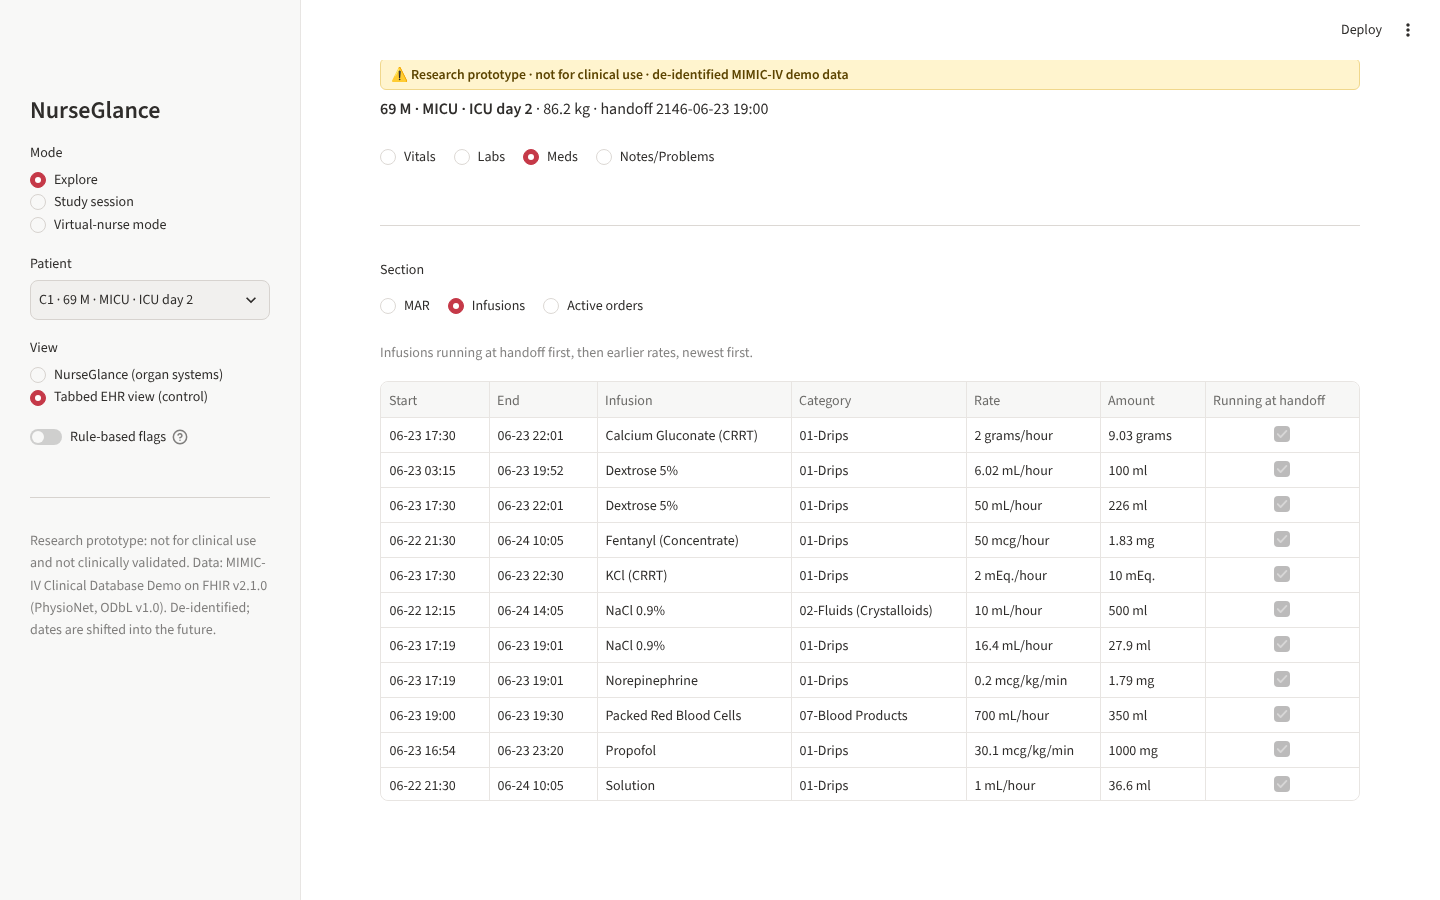 Deploy
NurseGlance
Mode
Explore
Study session
Virtual-nurse mode
Patient
C1 · 69 M · MICU · ICU day 2
View
NurseGlance (organ systems)
Tabbed EHR view (control)
Rule-based flags
Research prototype: not for clinical use
and not clinically validated. Data: MIMIC-
IV Clinical Database Demo on FHIR v2.1.0
(PhysioNet, ODbL v1.0). De-identified;
dates are shifted into the future.
⚠️ Research prototype · not for clinical use · de-identified MIMIC-IV demo data
69 M · MICU · ICU day 2 · 86.2 kg · handoff 2146-06-23 19:00
Vitals Labs Meds Notes/Problems
Section
MAR Infusions Active orders
Infusions running at handoff first, then earlier rates, newest first.
Start End Infusion Category Rate Amount Running at handoff
06-23 17:30 06-23 22:01 Calcium Gluconate (CRRT) 01-Drips 2 grams/hour 9.03 grams
06-23 03:15 06-23 19:52 Dextrose 5% 01-Drips 6.02 mL/hour 100 ml
06-23 17:30 06-23 22:01 Dextrose 5% 01-Drips 50 mL/hour 226 ml
06-22 21:30 06-24 10:05 Fentanyl (Concentrate) 01-Drips 50 mcg/hour 1.83 mg
06-23 17:30 06-23 22:30 KCl (CRRT) 01-Drips 2 mEq./hour 10 mEq.
06-22 12:15 06-24 14:05 NaCl 0.9% 02-Fluids (Crystalloids) 10 mL/hour 500 ml
06-23 17:19 06-23 19:01 NaCl 0.9% 01-Drips 16.4 mL/hour 27.9 ml
06-23 17:19 06-23 19:01 Norepinephrine 01-Drips 0.2 mcg/kg/min 1.79 mg
06-23 19:00 06-23 19:30 Packed Red Blood Cells 07-Blood Products 700 mL/hour 350 ml
06-23 16:54 06-23 23:20 Propofol 01-Drips 30.1 mcg/kg/min 1000 mg
06-22 21:30 06-24 10:05 Solution 01-Drips 1 mL/hour 36.6 ml